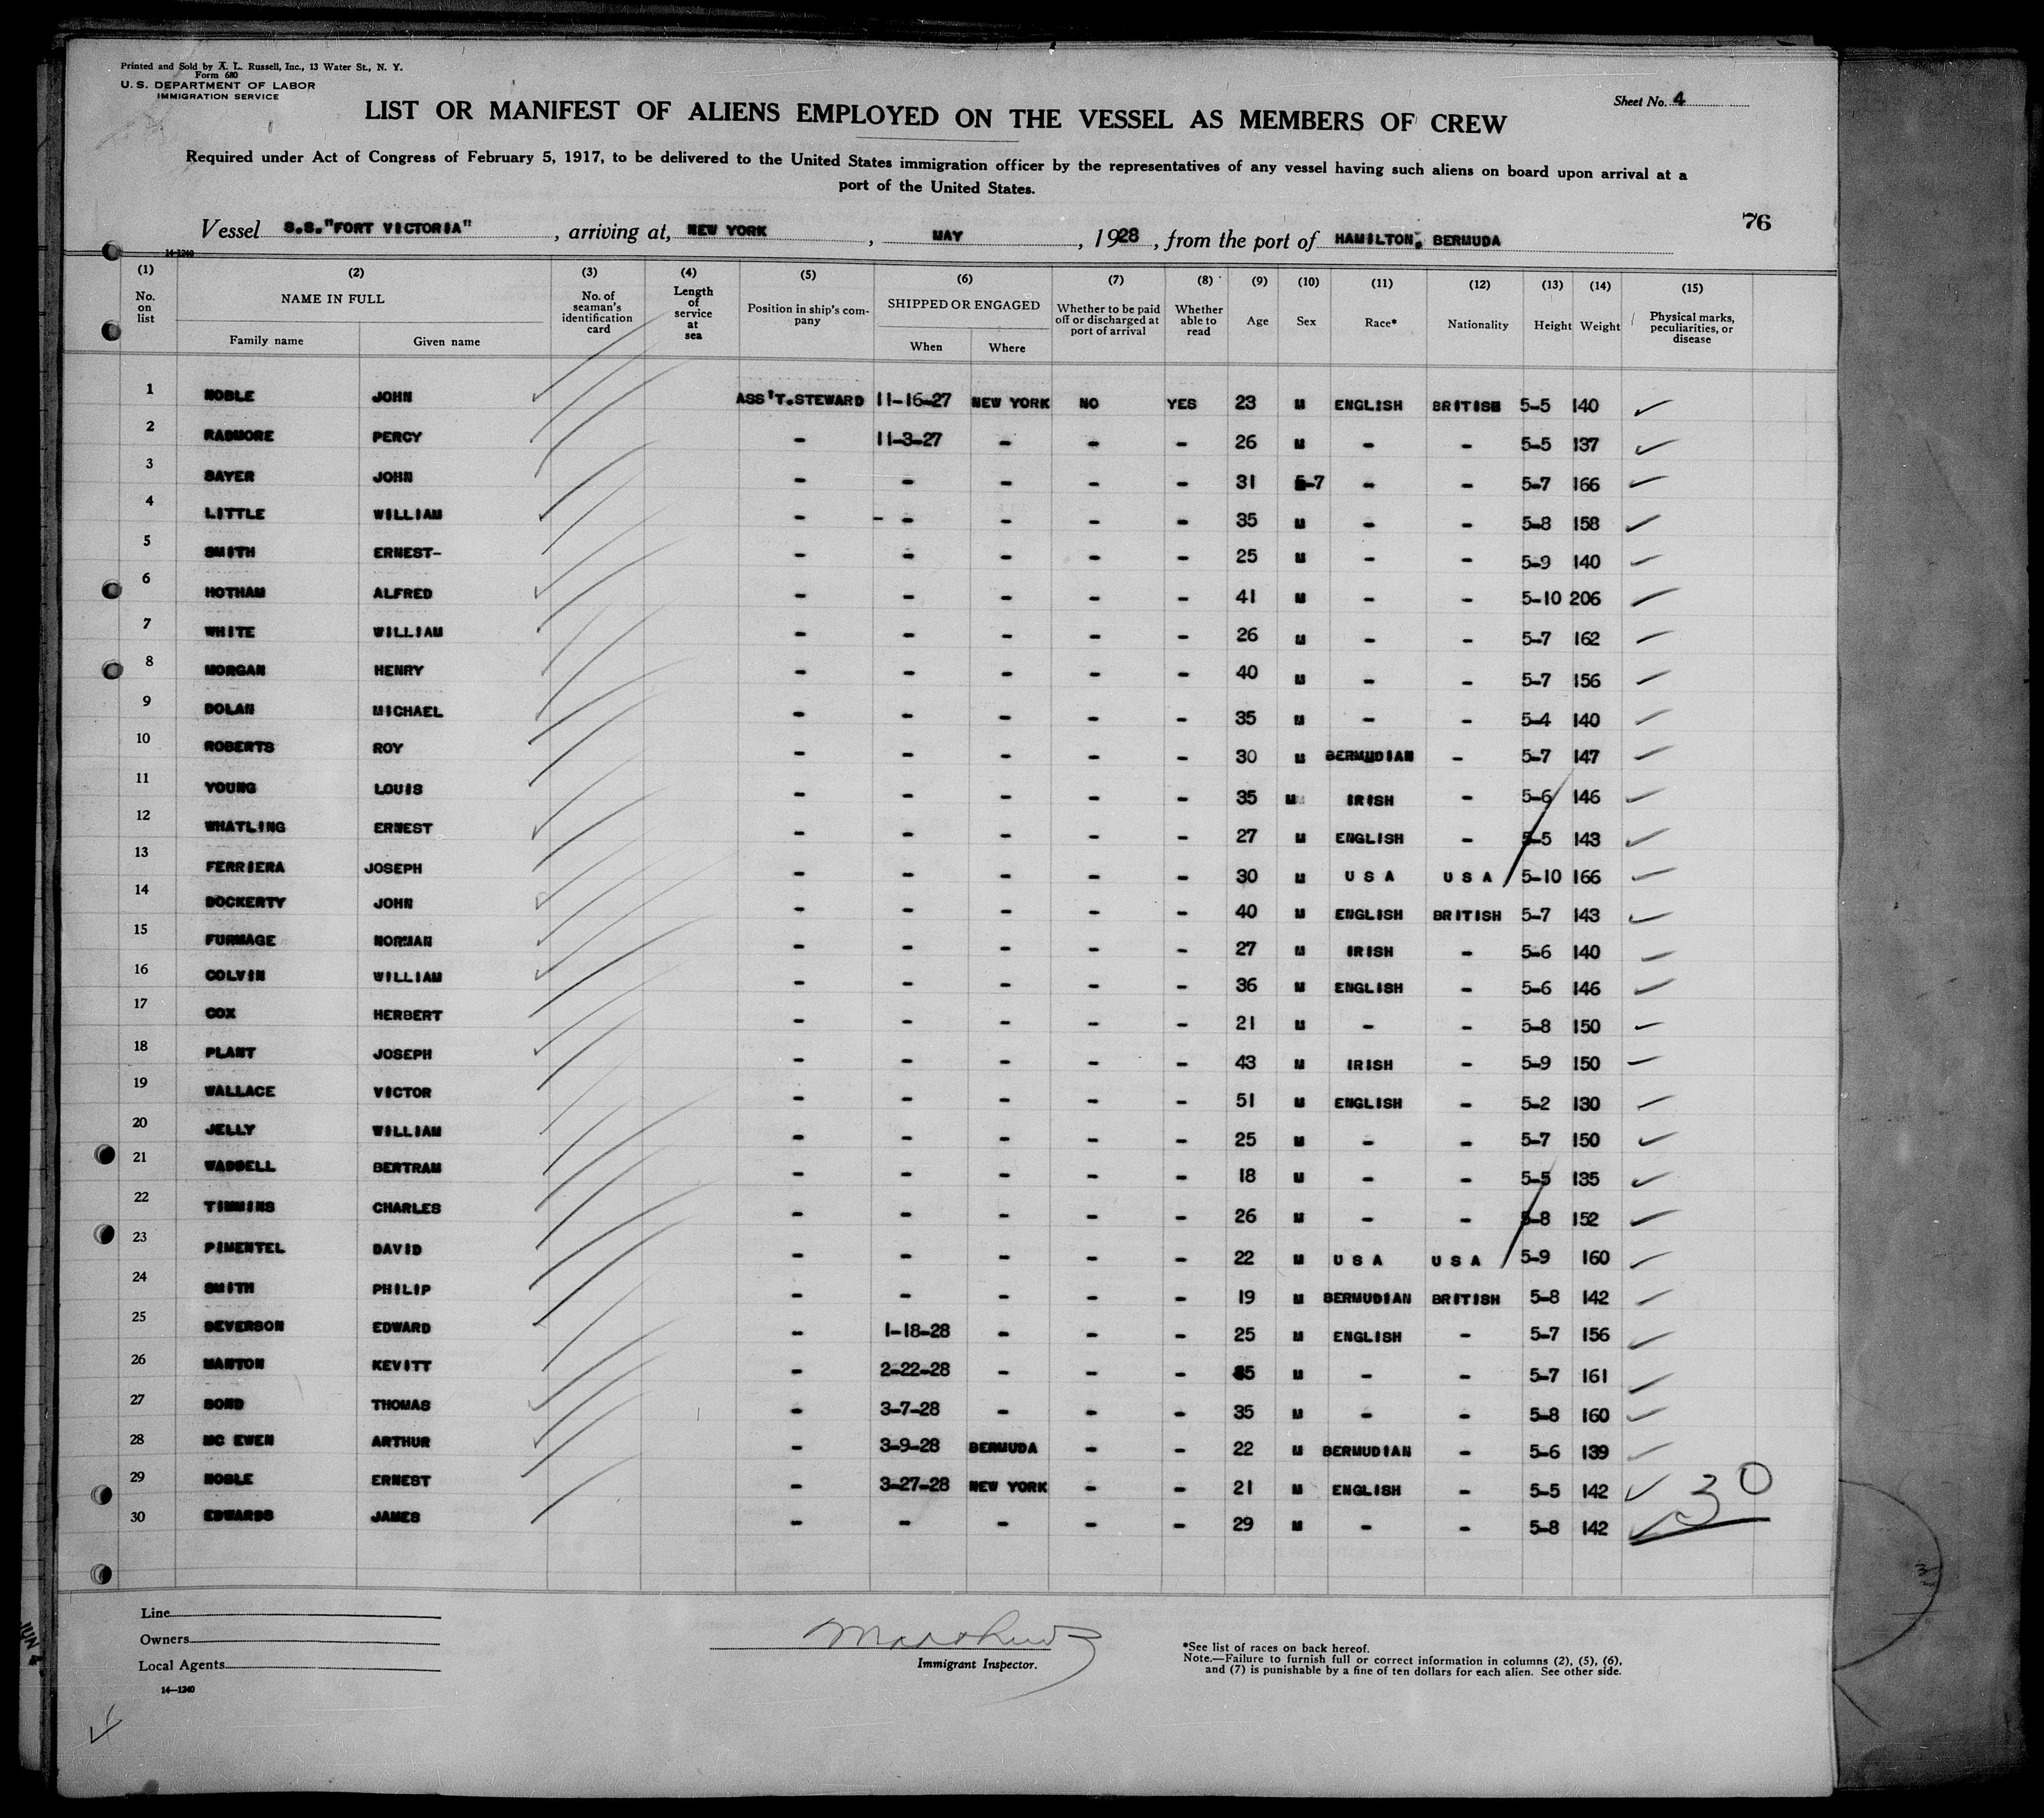 Printed and Sold by A. L. Russell, Inc., 13 Water St., N. Y.
Form 680
U. S. DEPARTMENT OF LABOR
IMMIGRATION SERVICE
Sheet No. 4
LIST OR MANIFEST OF ALIENS EMPLOYED ON THE VESSEL AS MEMBERS OF CREW
Required under Act of Congress of February 5, 1917, to be delivered to the United States immigration officer by the representatives of any vessel having such aliens on board upon arrival at a
port of the United States.
76
Vessel S.S."FORT VICTORIA", arriving at, NEW YORK, MAY, 1928, from the port of HAMILTON, BERMUDA
14-1240
(1) (2) (3) (4) (5) (6) (7) (8) (9) (10) (11) (12) (13) (14) (15)
No. on list NAME IN FULL Family name Given name No. of seaman's identification card Length of service at sea Position in ship's company SHIPPED OR ENGAGED When Where Whether to be paid off or discharged at port of arrival Whether able to read Age Sex Race* Nationality Height Weight Physical marks, peculiarities, or disease
1 NOBLE JOHN ASS'T.STEWARD 11-16-27 NEW YORK NO YES 23 M ENGLISH BRITISH 5-5 140
2 RADMORE PERCY - 11-3-27 - - - 26 M - - 5-5 137
3 SAYER JOHN - - - - - 31 5-7 - - 5-7 166
4 LITTLE WILLIAM - - - - - - 35 M - - 5-8 158
5 SMITH ERNEST- - - - - - 25 M - - 5-9 140
6 HOTHAM ALFRED - - - - - 41 M - - 5-10 206
7 WHITE WILLIAM - - - - - 26 M - - 5-7 162
8 MORGAN HENRY - - - - - 40 M - - 5-7 156
9 DOLAN MICHAEL - - - - - 35 M - - 5-4 140
10 ROBERTS ROY - - - - - 30 M BERMUDIAN - 5-7 147
11 YOUNG LOUIS - - - - - 35 M IRISH - 5-6 146
12 WHATLING ERNEST - - - - - 27 M ENGLISH - 5-5 143
13 FERRIERA JOSEPH - - - - - 30 M U S A U S A 5-10 166
14 DOCKERTY JOHN - - - - - 40 M ENGLISH BRITISH 5-7 143
15 FURMAGE NORMAN - - - - - 27 M IRISH - 5-6 140
16 COLVIN WILLIAM - - - - - 36 M ENGLISH - 5-6 146
17 COX HERBERT - - - - - 21 M - - 5-8 150
18 PLANT JOSEPH - - - - - 43 M IRISH - 5-9 150
19 WALLACE VICTOR - - - - - 51 M ENGLISH - 5-2 130
20 JELLY WILLIAM - - - - - 25 M - - 5-7 150
21 WADDELL BERTRAM - - - - - 18 M - - 5-5 135
22 TIMMINS CHARLES - - - - - 26 M - - 5-8 152
23 PIMENTEL DAVID - - - - - 22 M U S A U S A 5-9 160
24 SMITH PHILIP - - - - - 19 M BERMUDIAN BRITISH 5-8 142
25 DEVERSON EDWARD - 1-18-28 - - - 25 M ENGLISH - 5-7 156
26 MANTON KEVITT - 2-22-28 - - - M - - 5-7 161
27 BOND THOMAS - 3-7-28 - - - 35 M - - 5-8 160
28 MC EWEN ARTHUR - 3-9-28 BERMUDA - - 22 M BERMUDIAN - 5-6 139
29 NOBLE ERNEST - 3-27-28 NEW YORK - - 21 M ENGLISH - 5-5 142
30 EDWARDS JAMES - - - - - 29 M - - 5-8 142
30
Line
Owners
Local Agents
14—1240
Immigrant Inspector.
*See list of races on back hereof.
Note.—Failure to furnish full or correct information in columns (2), (5), (6),
and (7) is punishable by a fine of ten dollars for each alien. See other side.
JUN